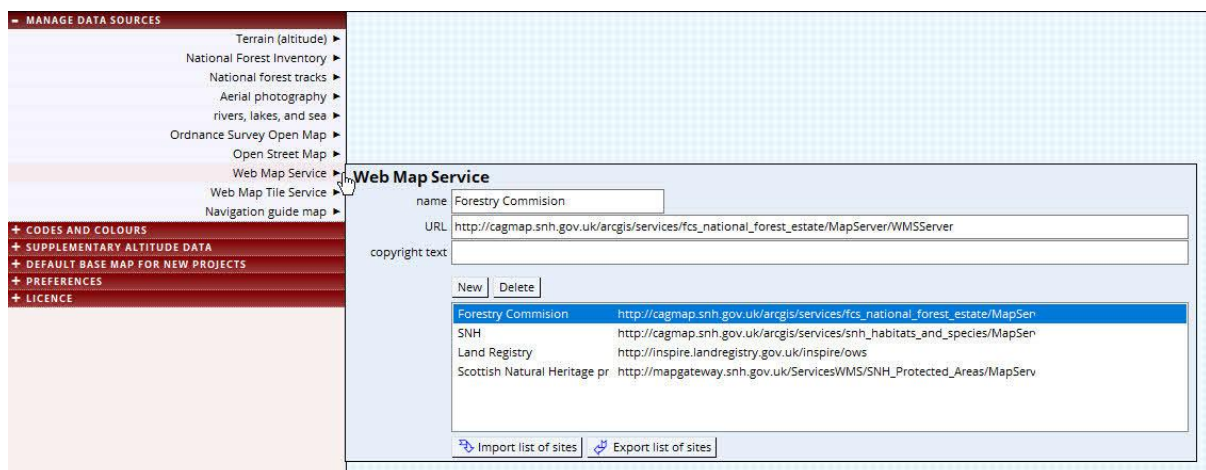 MANAGE DATA SOURCES
Terrain (altitude)
National Forest Inventory
National forest tracks
Aerial photography
rivers, lakes, and sea
Ordnance Survey Open Map
Open Street Map
Web Map Service
Web Map Tile Service
Navigation guide map
+ CODES AND COLOURS
+ SUPPLEMENTARY ALTITUDE DATA
+ DEFAULT BASE MAP FOR NEW PROJECTS
+ PREFERENCES
+ LICENCE
Web Map Service
name Forestry Commision
URL http://cagmap.snh.gov.uk/arcgis/services/fcs_national_forest_estate/MapServer/WMSServer
copyright text
New Delete
Forestry Commision http://cagmap.snh.gov.uk/arcgis/services/fcs_national_forest_estate/MapSer
SNH http://cagmap.snh.gov.uk/arcgis/services/snh_habitats_and_species/MapSer
Land Registry http://inspire.landregistry.gov.uk/inspire/ows
Scottish Natural Heritage pr http://mapgateway.snh.gov.uk/ServicesWMS/SNH_Protected_Areas/MapServ
Import list of sites Export list of sites